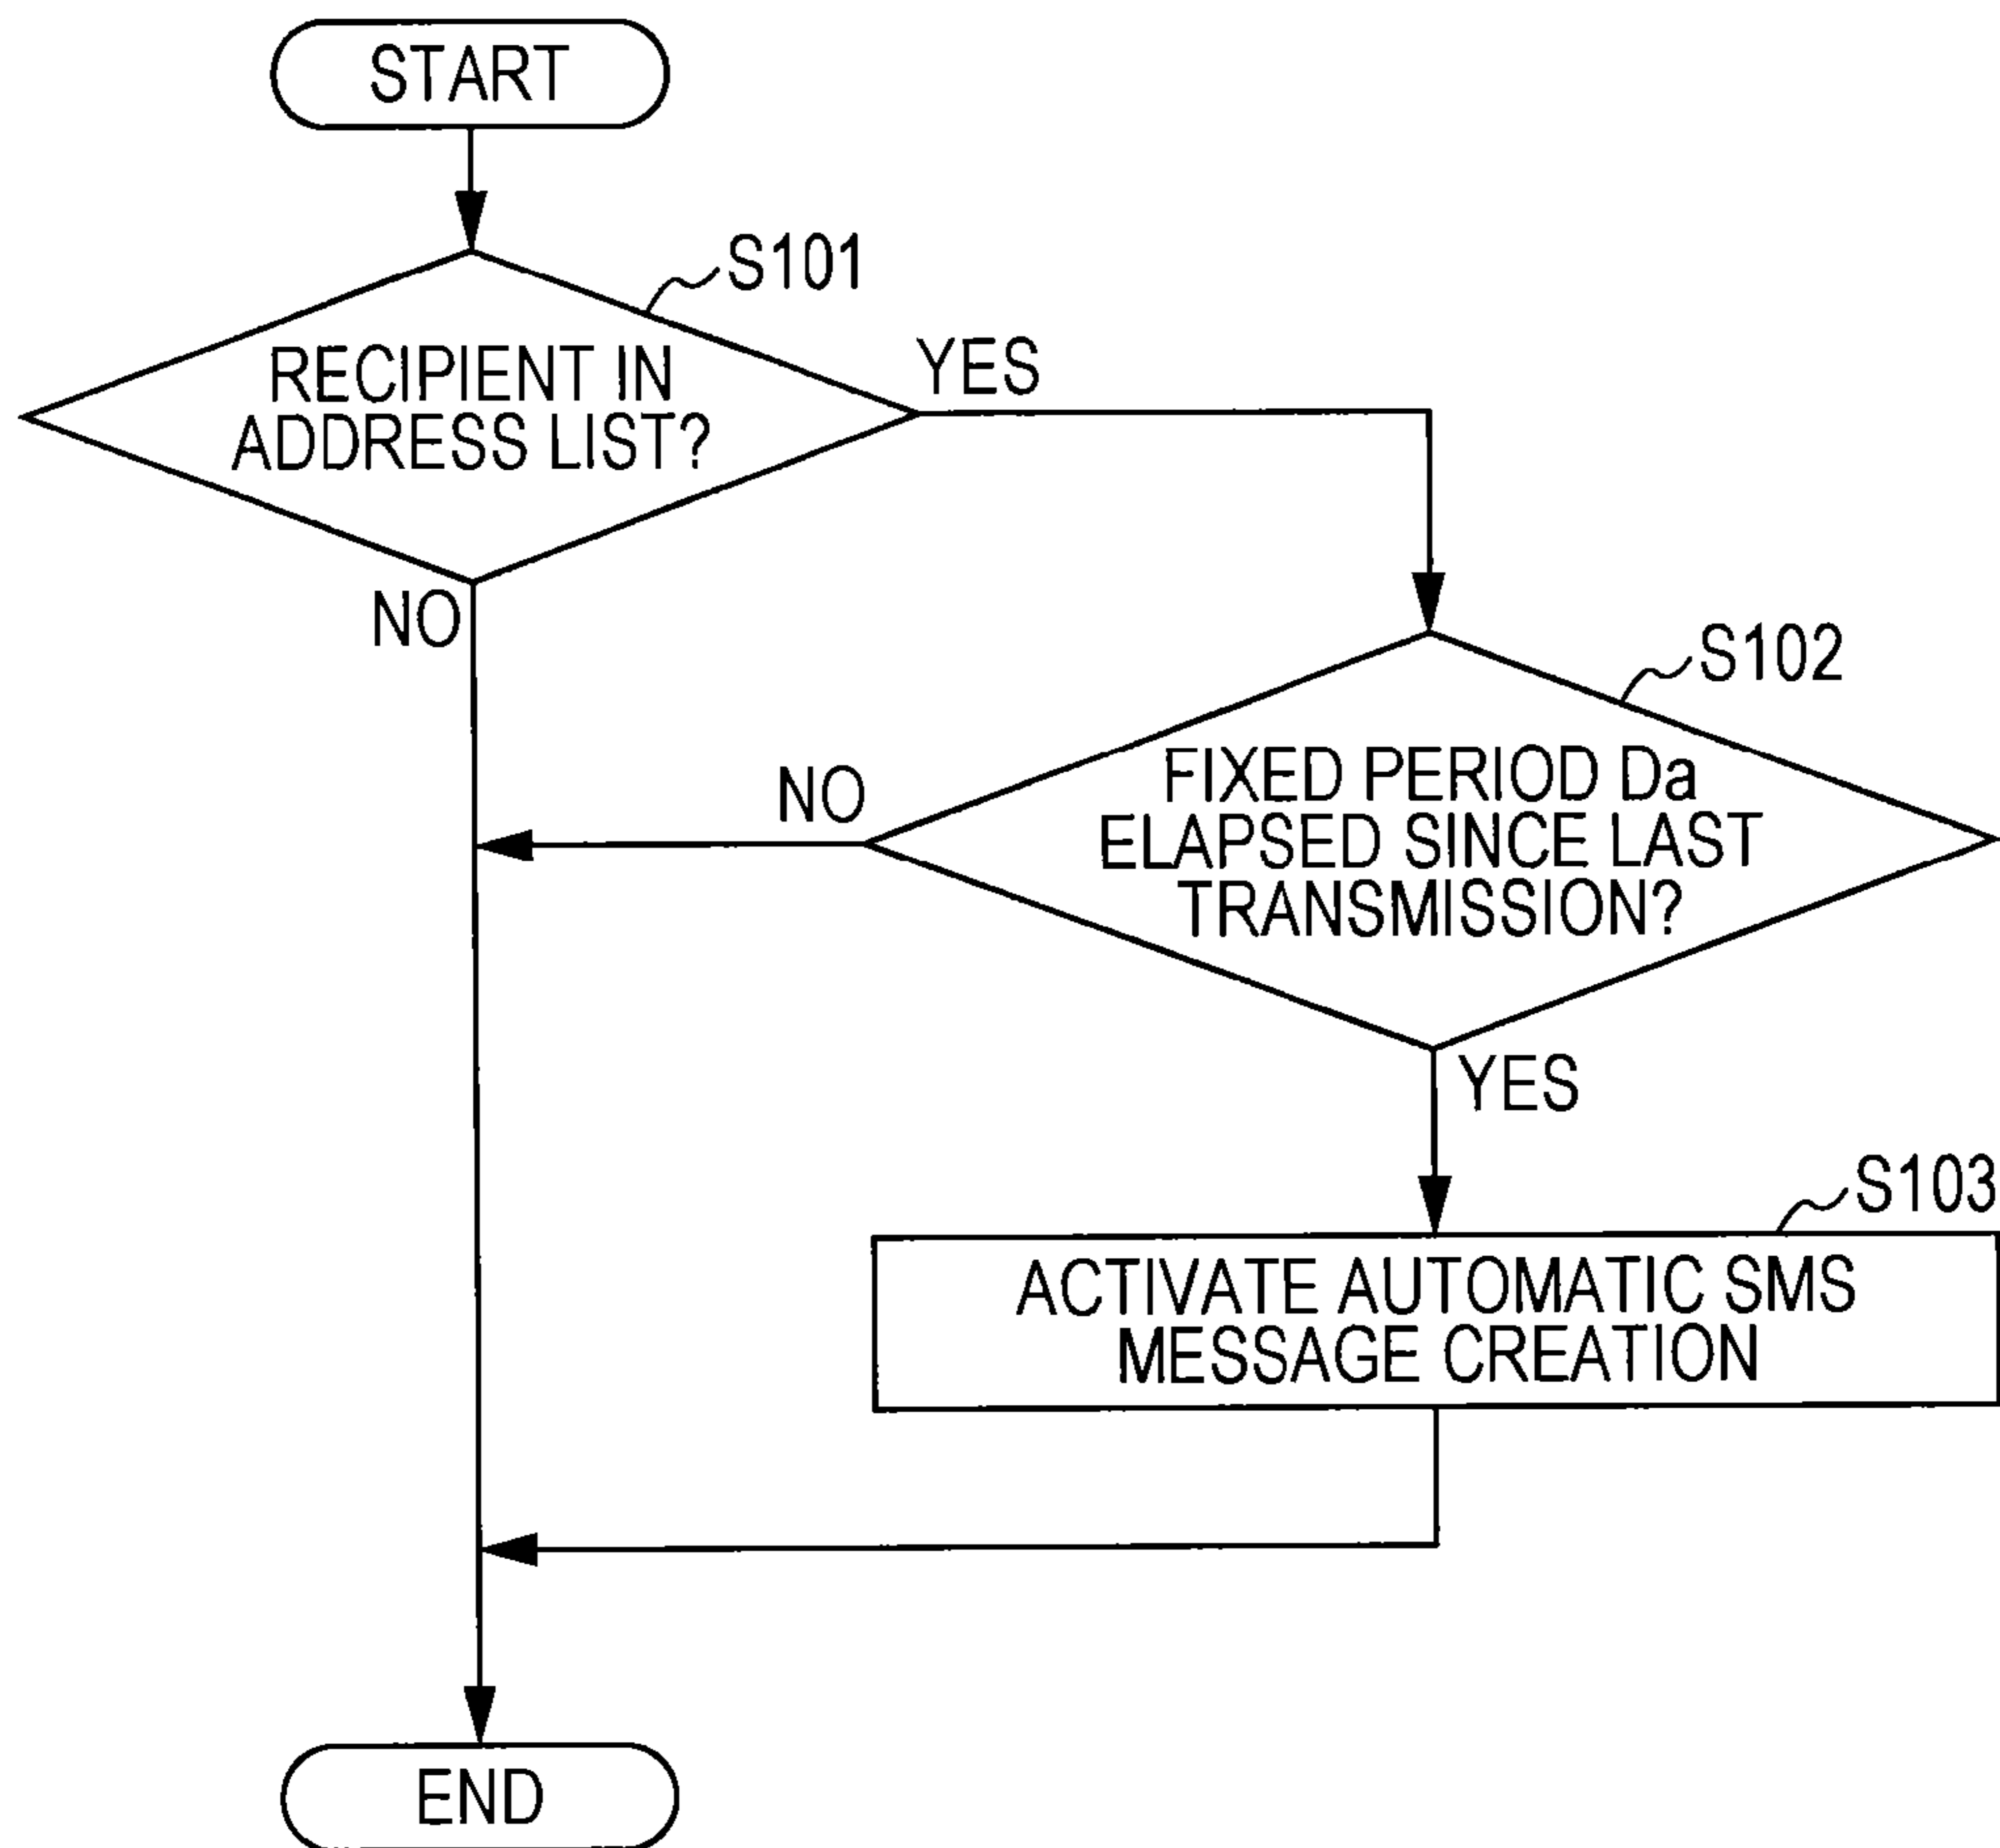 START
S101
RECIPIENT IN
ADDRESS LIST?
YES
NO
S102
FIXED PERIOD Da
ELAPSED SINCE LAST
TRANSMISSION?
NO
YES
S103
ACTIVATE AUTOMATIC SMS
MESSAGE CREATION
END